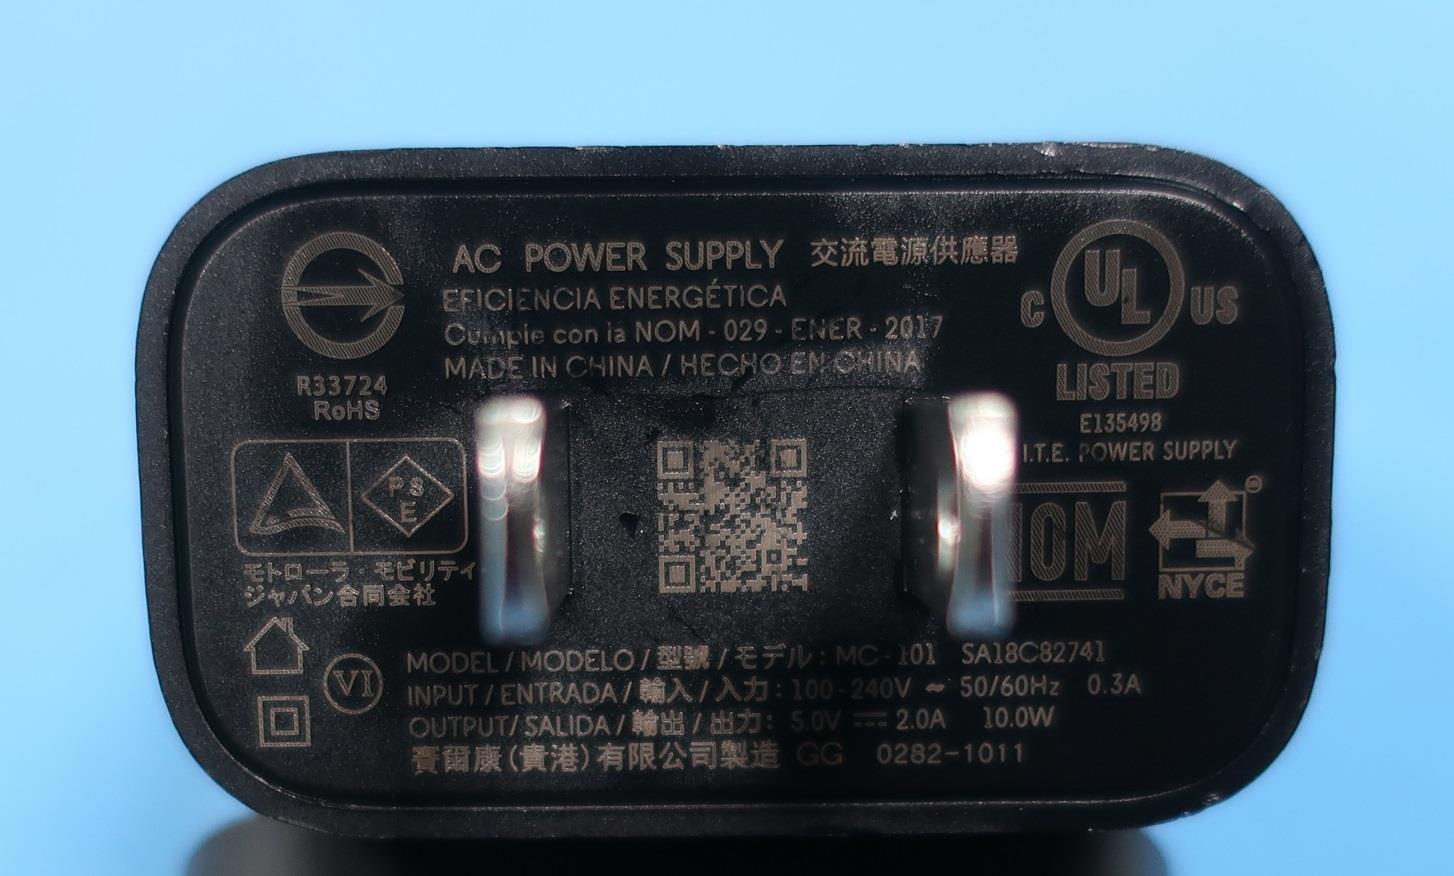 AC POWER SUPPLY 交流電源供應器
EFICIENCIA ENERGÉTICA
Cumple con la NOM - 029 - ENER - 2017
MADE IN CHINA / HECHO EN CHINA
R33724
RoHS
C UL US
LISTED
E135498
I.T.E. POWER SUPPLY
PS
E
NOM
NYCE
モトローラ・モビリティ
ジャパン合同会社
VI
MODEL / MODELO / 型號 / モデル : MC - 101 SA18C82741
INPUT / ENTRADA / 輸入 / 入力 : 100 - 240V ~ 50/60Hz 0.3A
OUTPUT/ SALIDA / 輸出 / 出力 : 5.0V ⎓ 2.0A 10.0W
賽爾康(貴港)有限公司製造 GG 0282-1011